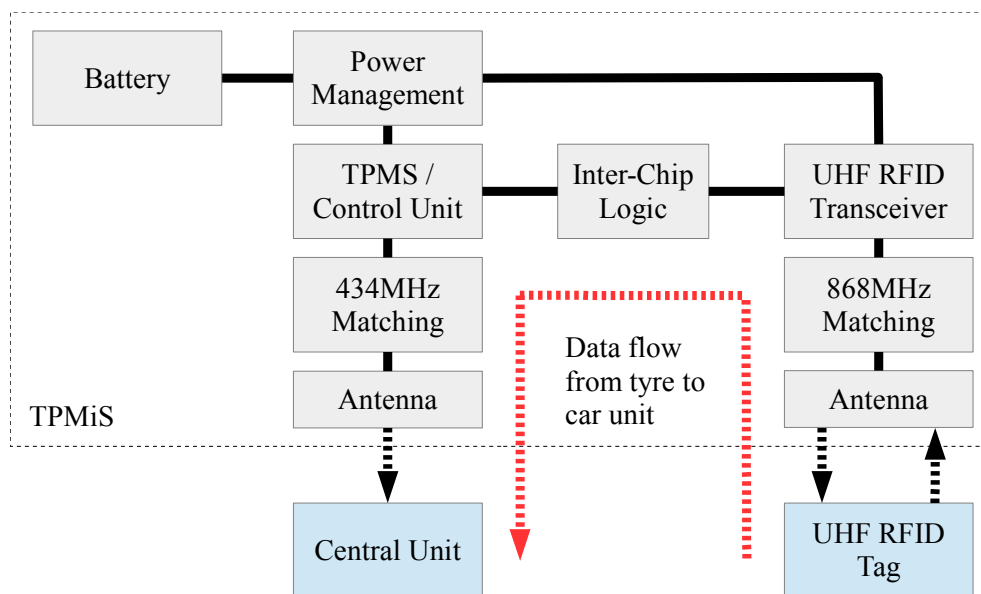 Battery
Power
Management
TPMS /
Control Unit
Inter-Chip
Logic
UHF RFID
Transceiver
434MHz
Matching
868MHz
Matching
Data flow
from tyre to
car unit
Antenna
Antenna
TPMiS
Central Unit
UHF RFID
Tag